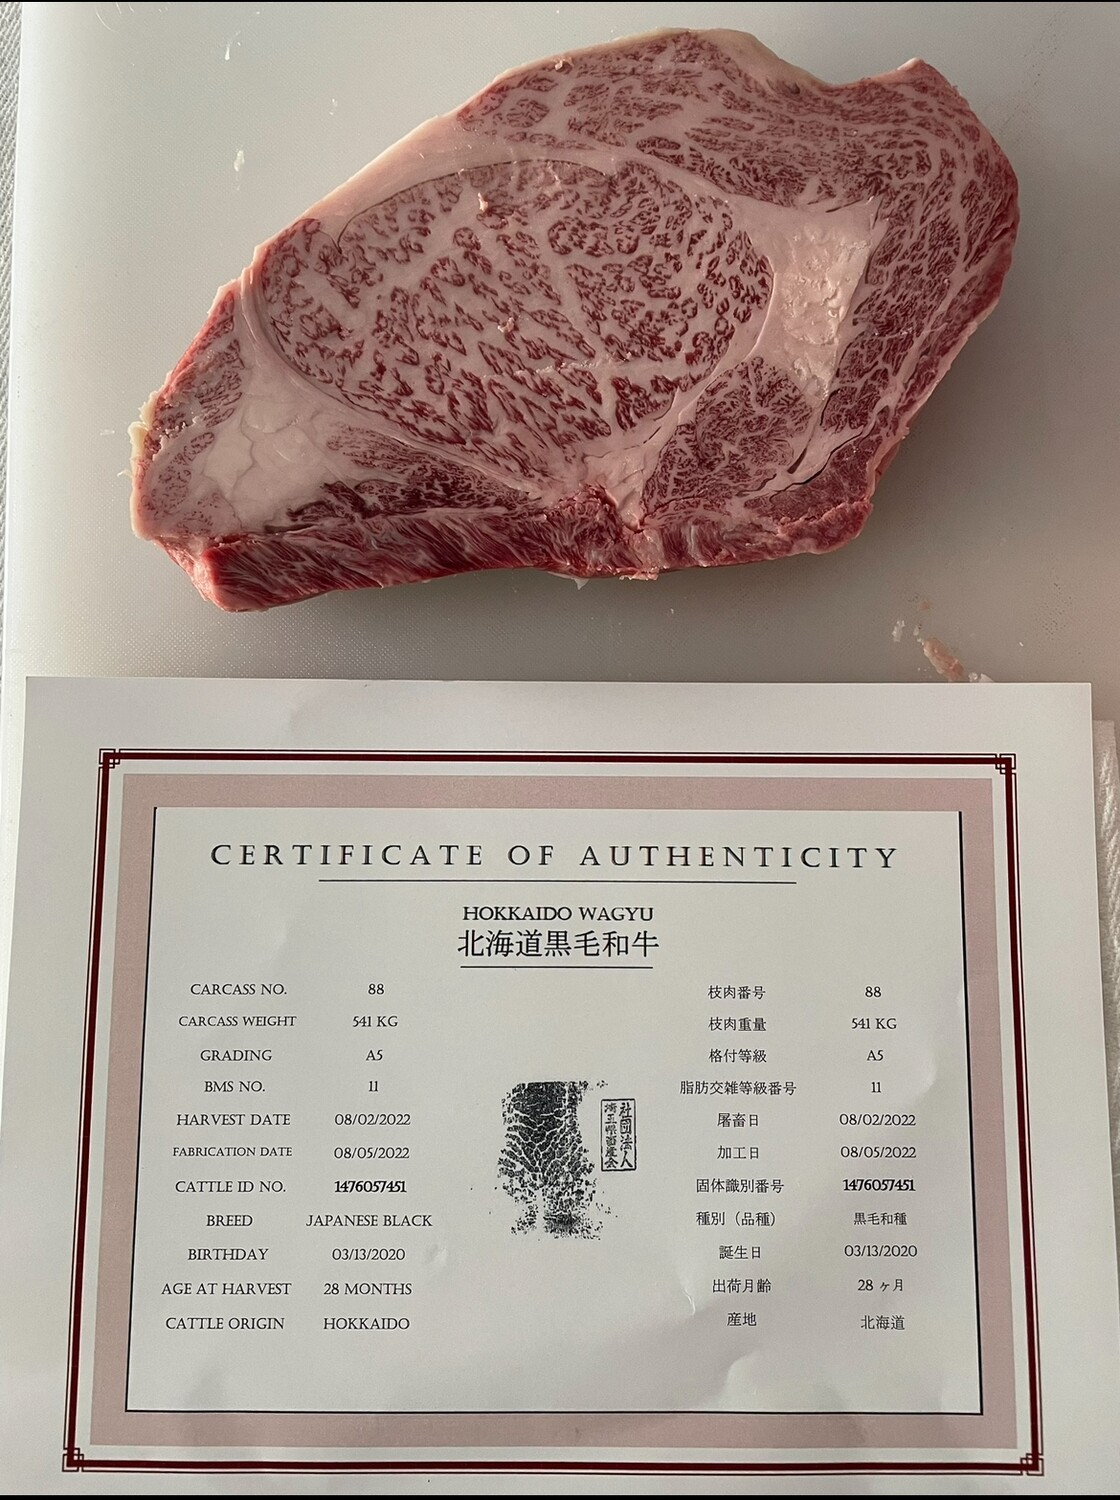 CERTIFICATE OF AUTHENTICITY
HOKKAIDO WAGYU
北海道黒毛和牛
CARCASS NO. 88 枝肉番号 88
CARCASS WEIGHT 541 KG 枝肉重量 541 KG
GRADING A5 格付等級 A5
BMS NO. 11 脂肪交雑等級番号 11
HARVEST DATE 08/02/2022 屠畜日 08/02/2022
FABRICATION DATE 08/05/2022 加工日 08/05/2022
CATTLE ID NO. 1476057451 固体識別番号 1476057451
BREED JAPANESE BLACK 種別（品種） 黒毛和種
BIRTHDAY 03/13/2020 誕生日 03/13/2020
AGE AT HARVEST 28 MONTHS 出荷月齢 28 ヶ月
CATTLE ORIGIN HOKKAIDO 産地 北海道
社団法人